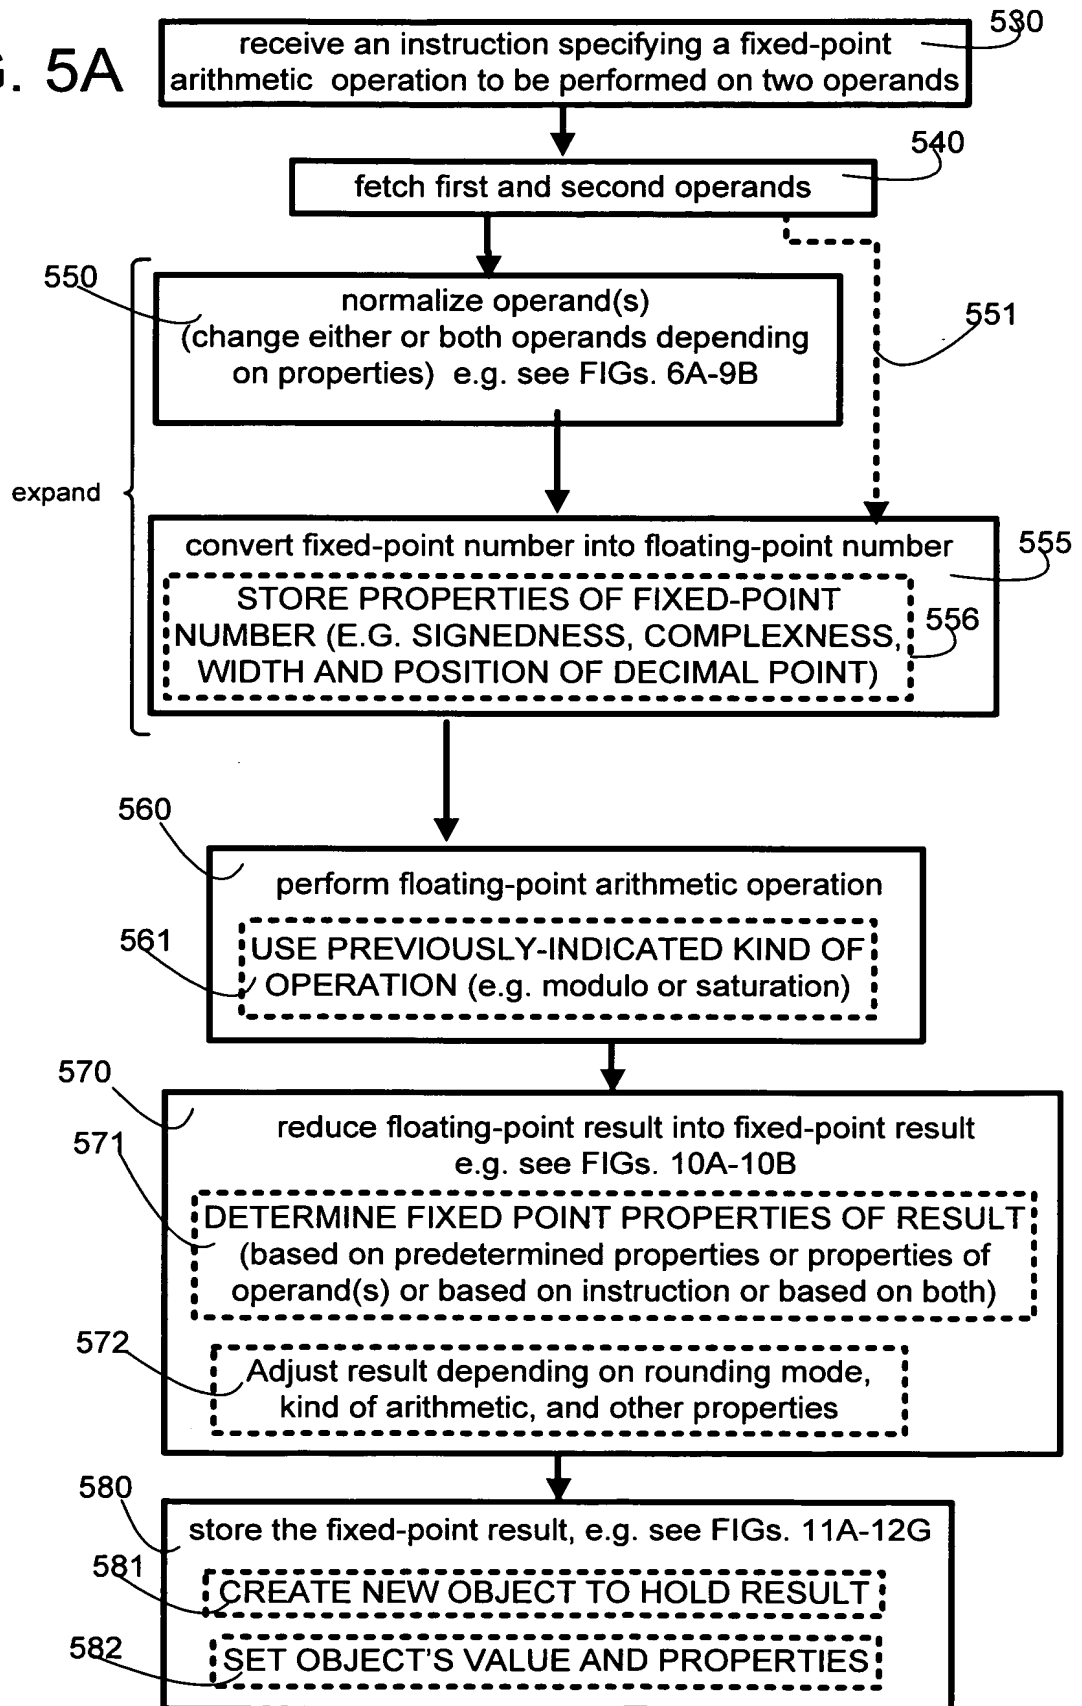 G. 5A
530
receive an instruction specifying a fixed-point
arithmetic operation to be performed on two operands
540
fetch first and second operands
550
normalize operand(s)
(change either or both operands depending
on properties) e.g. see FIGs. 6A-9B
551
expand
convert fixed-point number into floating-point number
555
STORE PROPERTIES OF FIXED-POINT
NUMBER (E.G. SIGNEDNESS, COMPLEXNESS,
WIDTH AND POSITION OF DECIMAL POINT)
556
560
perform floating-point arithmetic operation
561
USE PREVIOUSLY-INDICATED KIND OF
OPERATION (e.g. modulo or saturation)
570
reduce floating-point result into fixed-point result
e.g. see FIGs. 10A-10B
571
DETERMINE FIXED POINT PROPERTIES OF RESULT
(based on predetermined properties or properties of
operand(s) or based on instruction or based on both)
572
Adjust result depending on rounding mode,
kind of arithmetic, and other properties
580
store the fixed-point result, e.g. see FIGs. 11A-12G
581
CREATE NEW OBJECT TO HOLD RESULT
582
SET OBJECT'S VALUE AND PROPERTIES